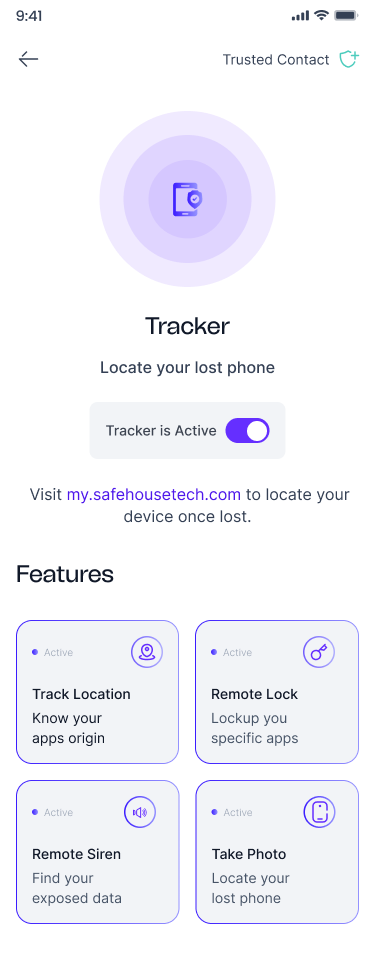 9:41
Trusted Contact
Tracker
Locate your lost phone
Tracker is Active
Visit my.safehousetech.com to locate your
device once lost.
Features
Active
Track Location
Know your
apps origin
Active
Remote Lock
Lockup you
specific apps
Active
Remote Siren
Find your
exposed data
Active
Take Photo
Locate your
lost phone